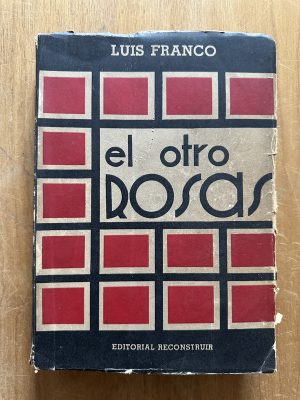 LUIS FRANCO
el otro
ROSAS
EDITORIAL RECONSTRUIR